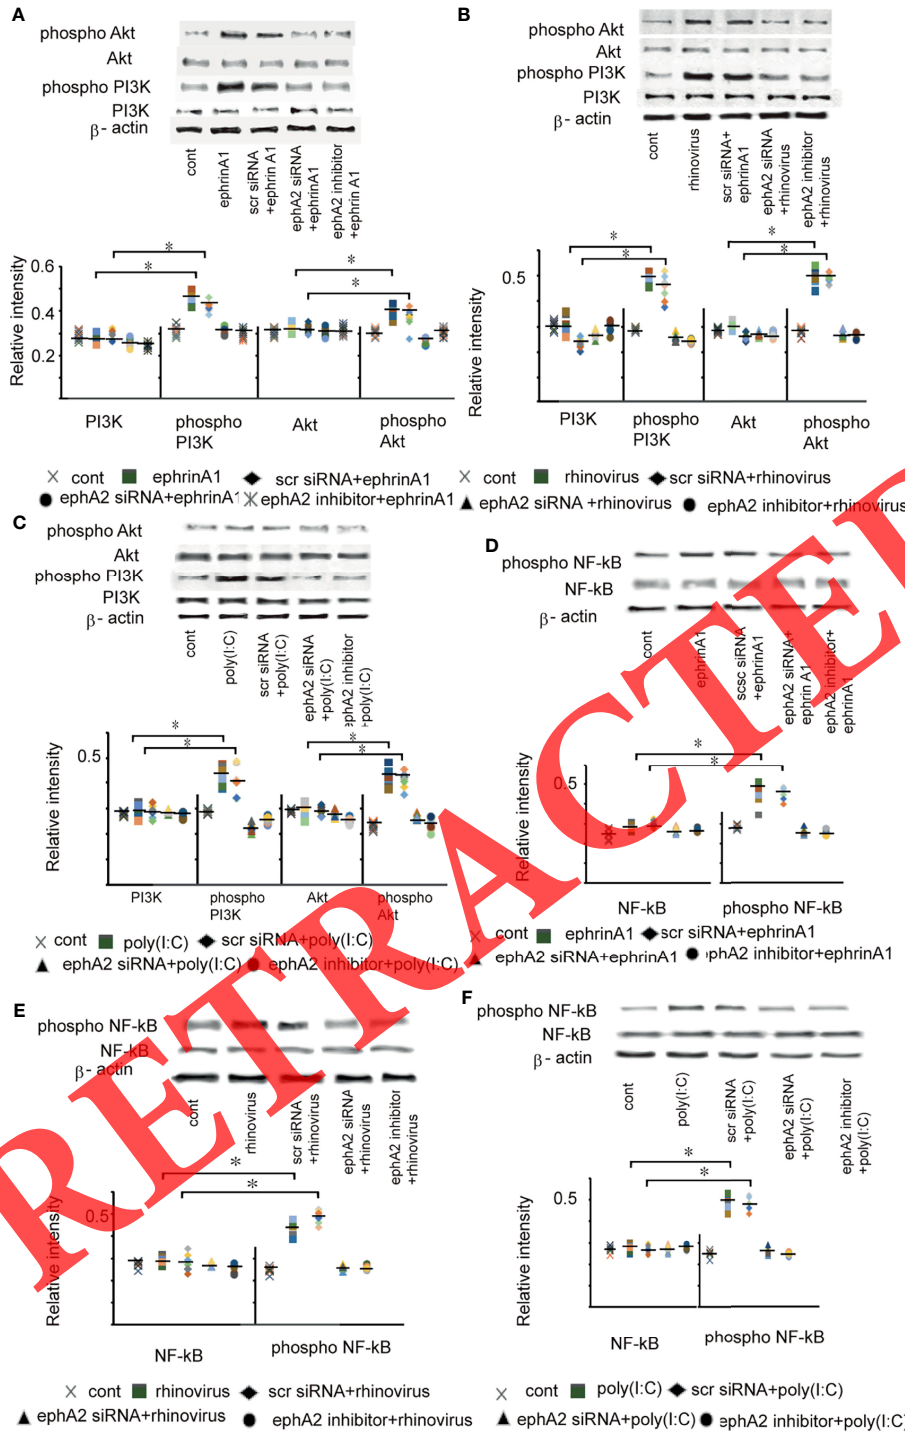 A
phospho Akt
Akt
phospho PI3K
PI3K
β- actin
cont
ephrinA1
scr siRNA
+ephrin A1
ephA2 siRNA
+ephrinA1
ephA2 inhibitor
+ephrin A1
*
*
*
*
Relative intensity
0.6
0.4
0.2
PI3K
phospho
PI3K
Akt
phospho
Akt
cont
ephrinA1
scr siRNA+ephrinA1
ephA2 siRNA+ephrinA1
ephA2 inhibitor+ephrinA1
B
phospho Akt
Akt
phospho PI3K
PI3K
β- actin
cont
rhinovirus
scr siRNA+
ephrinA1
ephA2 siRNA
+rhinovirus
ephA2 inhibitor
+rhinovirus
*
*
*
*
Relative intensity
0.5
PI3K
phospho
PI3K
Akt
phospho
Akt
cont
rhinovirus
scr siRNA+rhinovirus
ephA2 siRNA +rhinovirus
ephA2 inhibitor+rhinovirus
C
phospho Akt
Akt
phospho PI3K
PI3K
β- actin
cont
poly(I:C)
scr siRNA
+poly(I:C)
ephA2 siRNA
+poly(I:C)
ephA2 inhibitor
+poly(I:C)
*
*
*
*
Relative intensity
0.5
PI3K
phospho
PI3K
Akt
phospho
Akt
cont
poly(I:C)
scr siRNA+poly(I:C)
ephA2 siRNA+poly(I:C)
ephA2 inhibitor+poly(I:C)
D
phospho NF-kB
NF-kB
β- actin
cont
ephrinA1
scsc siRNA
+ephrinA1
ephA2 siRNA+
ephrin A1
ephA2 inhibitor+
ephrinA1
*
*
Relative intensity
0.5
NF-kB
phospho NF-kB
cont
ephrinA1
scr siRNA+ephrinA1
ephA2 siRNA+ephrinA1
ephA2 inhibitor+ephrinA1
E
phospho NF-kB
NF-kB
β- actin
cont
rhinovirus
scr siRNA
+rhinovirus
ephA2 siRNA
+rhinovirus
ephA2 inhibitor
+rhinovirus
*
*
Relative intensity
0.5
NF-kB
phospho NF-kB
cont
rhinovirus
scr siRNA+rhinovirus
ephA2 siRNA+rhinovirus
ephA2 inhibitor+rhinovirus
F
phospho NF-kB
NF-kB
β- actin
cont
poly(I:C)
scr siRNA
+poly(I:C)
ephA2 siRNA
+poly(I:C)
ephA2 inhibitor
+poly(I:C)
*
*
Relative intensity
0.5
NF-kB
phospho NF-kB
cont
poly(I:C)
scr siRNA+poly(I:C)
ephA2 siRNA+poly(I:C)
ephA2 inhibitor+poly(I:C)
RETRACTED